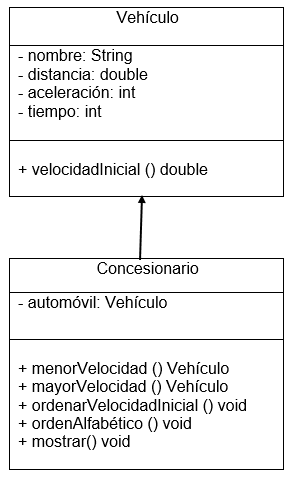 Vehículo
- nombre: String
- distancia: double
- aceleración: int
- tiempo: int
+ velocidadInicial () double
Concesionario
- automóvil: Vehículo
+ menorVelocidad () Vehículo
+ mayorVelocidad () Vehículo
+ ordenarVelocidadInicial () void
+ ordenAlfabético () void
+ mostrar() void